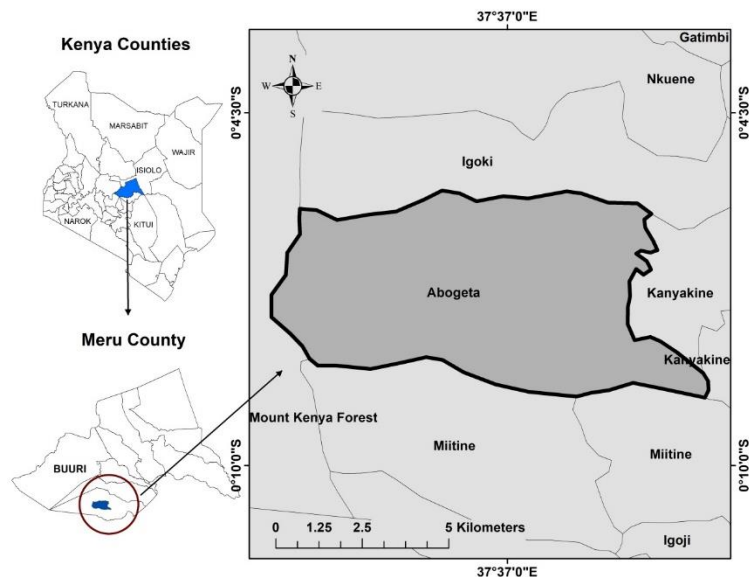 Kenya Counties
TURKANA
MARSABIT
WAJIR
ISIOLO
NAROK
KITUI
Meru County
BUURI
37°37'0"E
Gatimbi
Nkuene
N
W E
S
0°4'30"S
0°4'30"S
Igoki
Abogeta
Kanyakine
Kanyakine
Mount Kenya Forest
Miitine
Miitine
0°10'0"S
0°10'0"S
0 1.25 2.5 5 Kilometers
Igoji
37°37'0"E